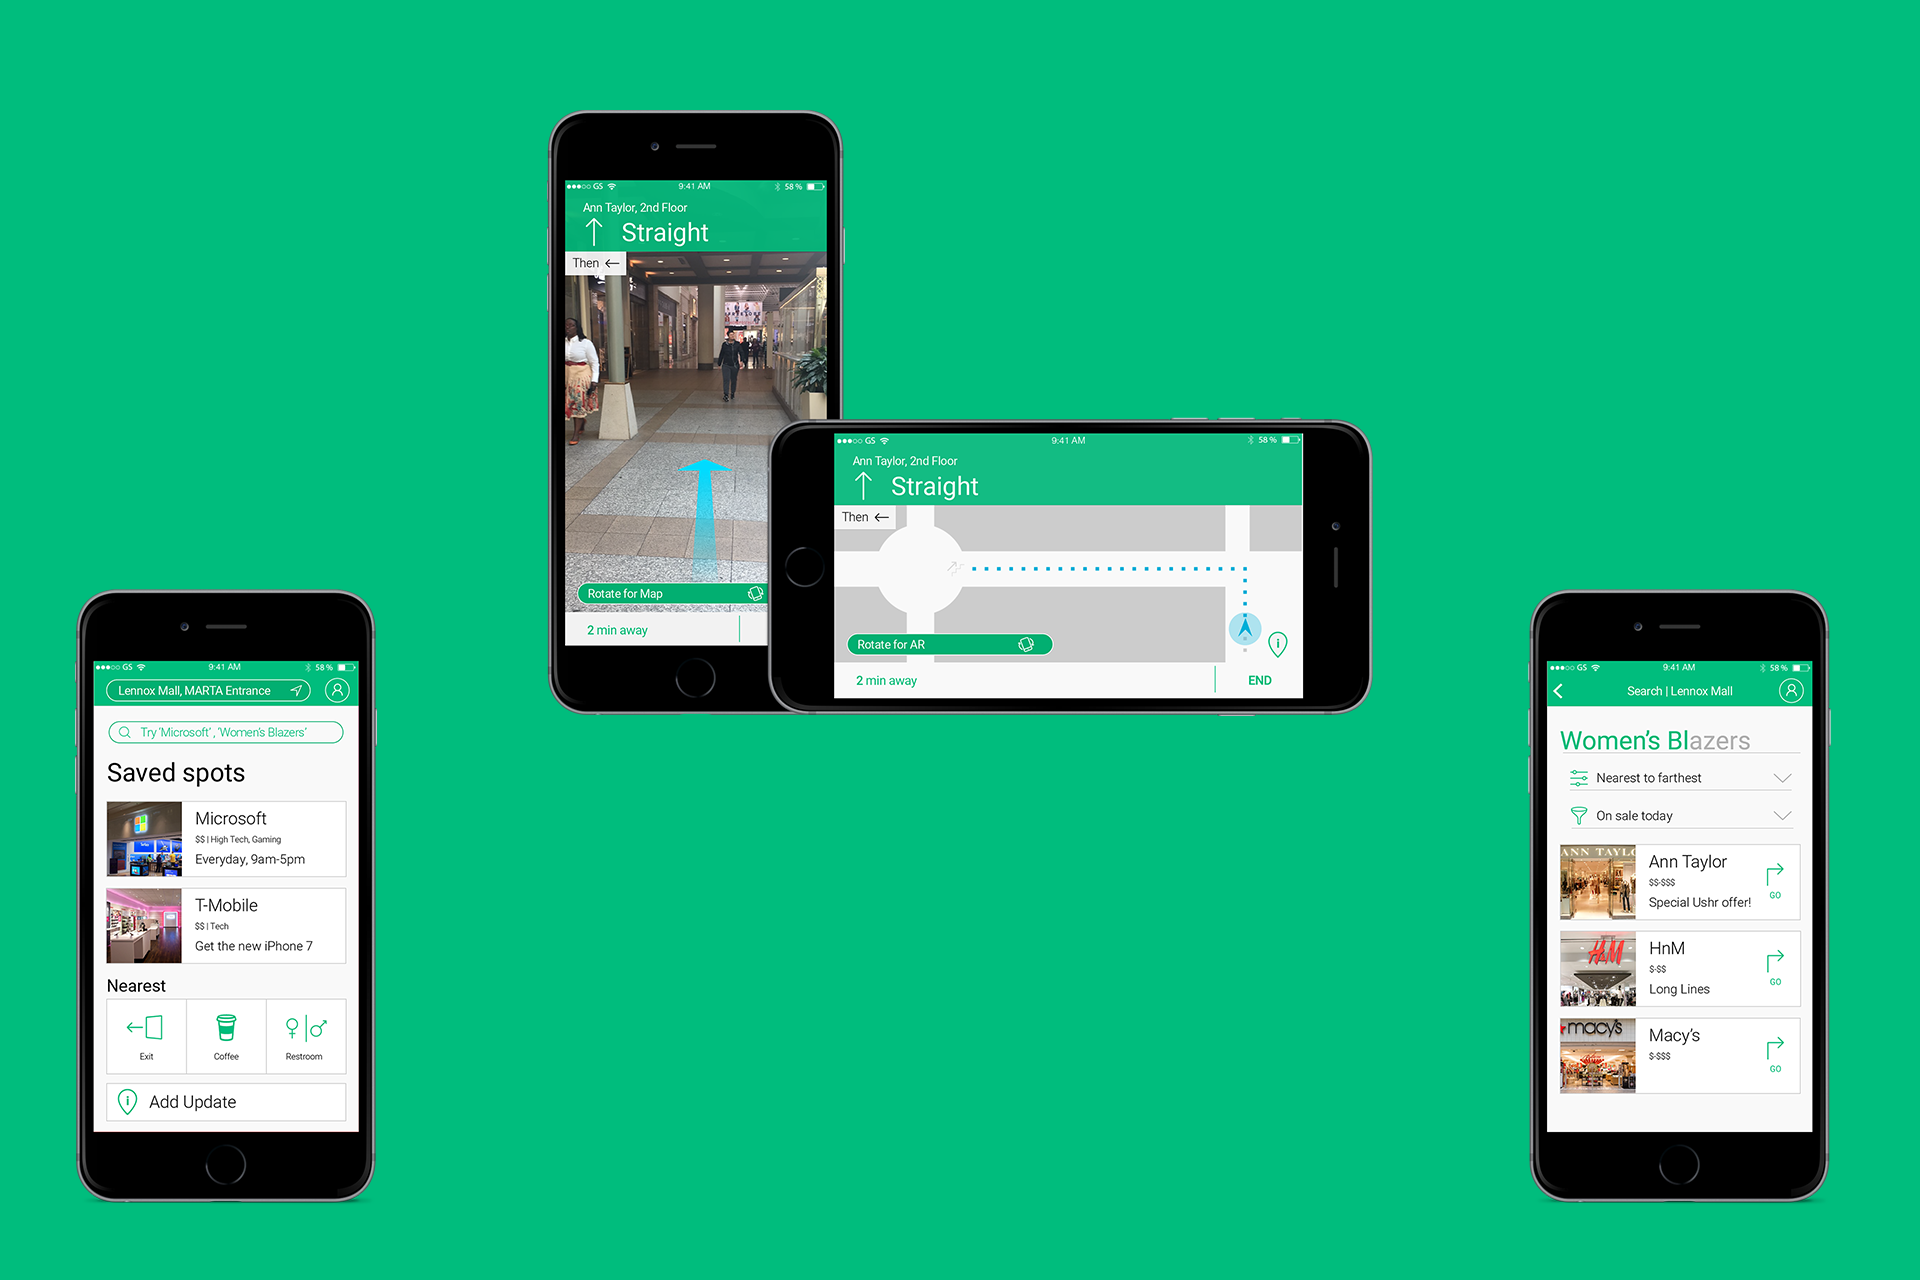 GS
9:41 AM
58 %
Ann Taylor, 2nd Floor
Straight
Then
Rotate for Map
2 min away
GS
9:41 AM
58 %
Ann Taylor, 2nd Floor
Straight
Then
Rotate for AR
2 min away
END
GS
9:41 AM
58 %
Lennox Mall, MARTA Entrance
Try 'Microsoft' , 'Women's Blazers'
Saved spots
Microsoft
$$ | High Tech, Gaming
Everyday, 9am-5pm
T-Mobile
$$ | Tech
Get the new iPhone 7
Nearest
Exit
Coffee
Restroom
Add Update
GS
9:41 AM
58 %
Search | Lennox Mall
Women's Blazers
Nearest to farthest
On sale today
ANN TAYLO
Ann Taylor
$$-$$$
Special Ushr offer!
GO
H&M
HnM
$-$$
Long Lines
GO
macy's
Macy's
$-$$$
GO